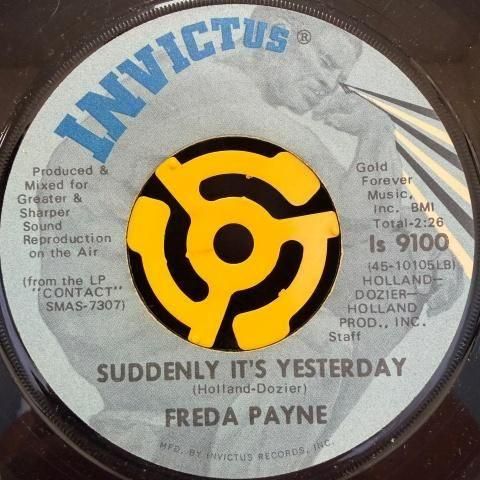 INVICTUS®
Produced &
Mixed for
Greater &
Sharper
Sound
Reproduction
on the Air
(from the LP
"CONTACT"
SMAS-7307)
Gold
Forever
Music,
Inc. BMI
Total-2:26
Is 9100
(45-10105LB)
HOLLAND-
DOZIER-
HOLLAND
PROD., INC.
Staff
SUDDENLY IT'S YESTERDAY
(Holland-Dozier)
FREDA PAYNE
MFD. BY INVICTUS RECORDS, INC.